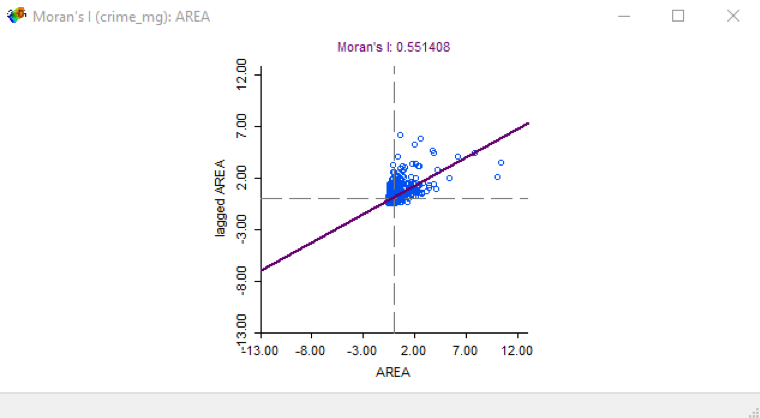 Moran's I (crime_mg): AREA
Moran's I: 0.551408
12.00
7.00
2.00
-3.00
-8.00
-13.00
lagged AREA
-13.00 -8.00 -3.00 2.00 7.00 12.00
AREA